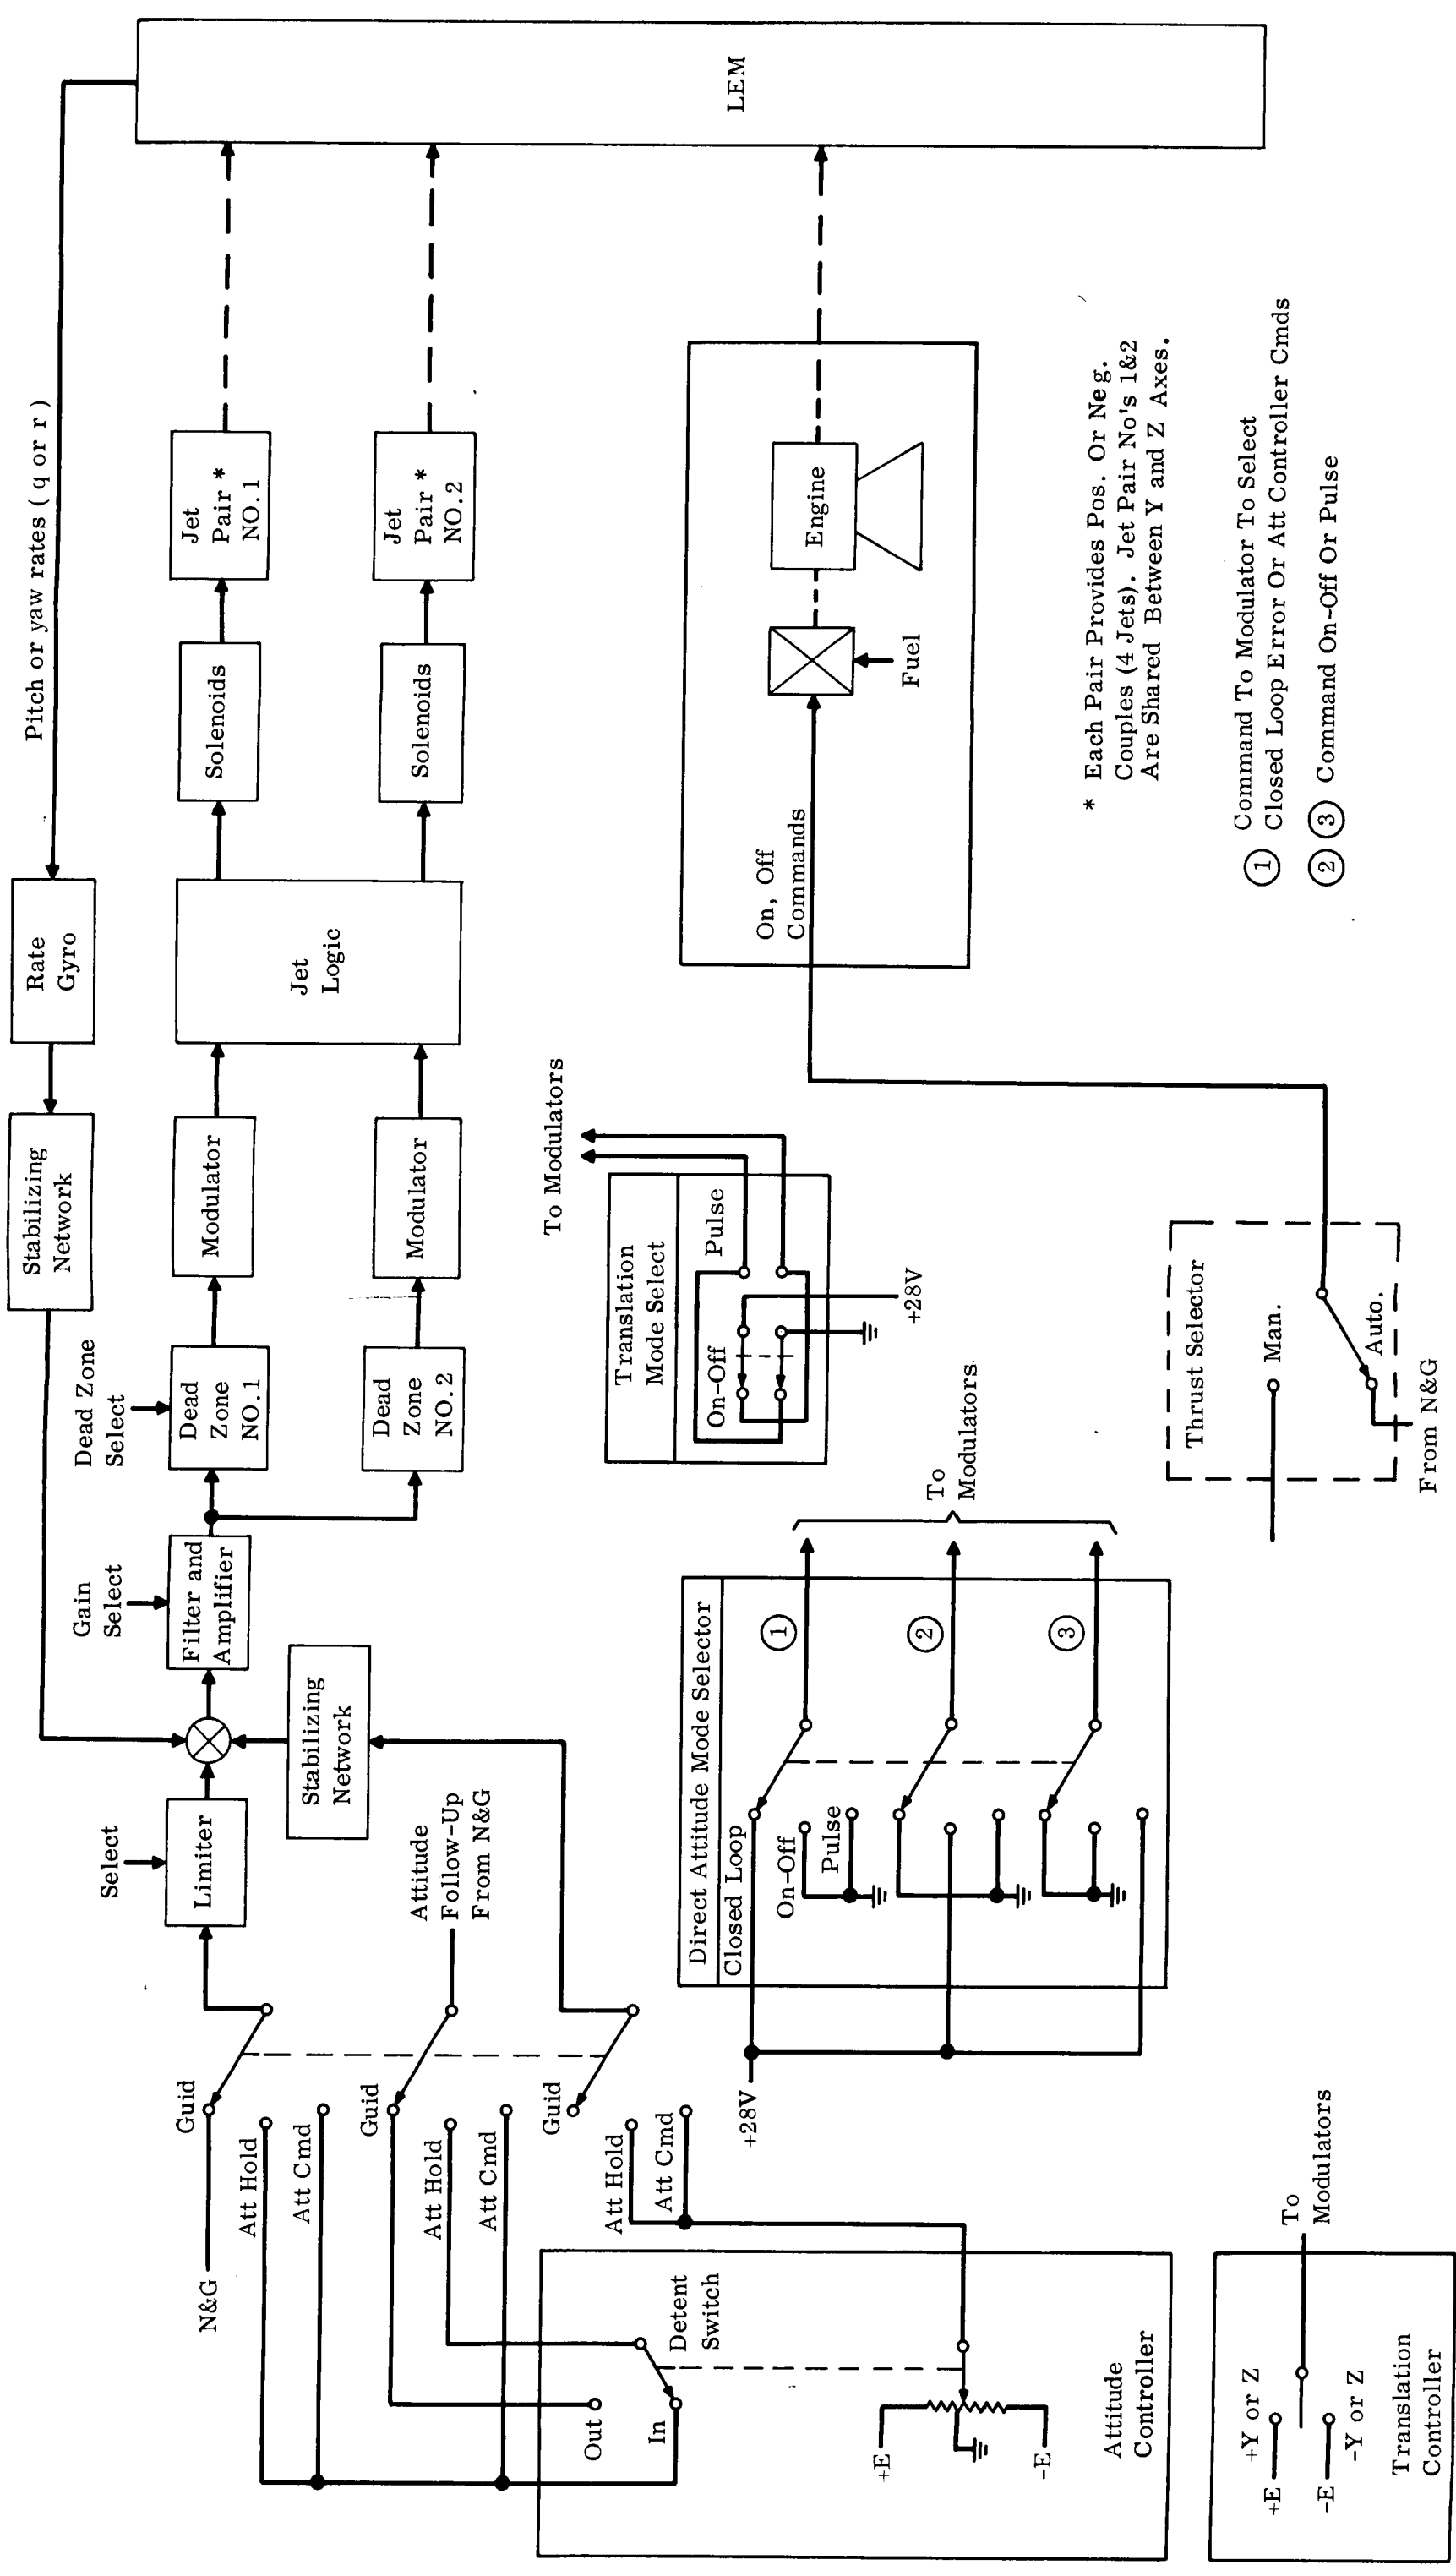 Pitch or yaw rates ( q or r )
Stabilizing
Network
Rate
Gyro
Select
Gain
Select
Dead Zone
Select
N&G
Guid
Att Hold
Att Cmd
Limiter
Filter and
Amplifier
Dead
Zone
NO.1
Modulator
Jet
Logic
Solenoids
Jet
Pair *
NO.1
LEM
Guid
Att Hold
Att Cmd
Attitude
Follow-Up
From N&G
Stabilizing
Network
Dead
Zone
NO.2
Modulator
Solenoids
Jet
Pair *
NO.2
Guid
Att Hold
Att Cmd
Out
In
Detent
Switch
+E
-E
Attitude
Controller
+28V
Direct Attitude Mode Selector
Closed Loop
On-Off
Pulse
1
2
3
To
Modulators
To Modulators
Translation
Mode Select
On-Off
Pulse
+28V
On, Off
Commands
Fuel
Engine
+Y or Z
+E
-E
-Y or Z
Translation
Controller
To
Modulators
Thrust Selector
Man.
Auto.
From N&G
* Each Pair Provides Pos. Or Neg.
Couples (4 Jets). Jet Pair No's 1&2
Are Shared Between Y and Z Axes.
1 Command To Modulator To Select
Closed Loop Error Or Att Controller Cmds
2 3 Command On-Off Or Pulse